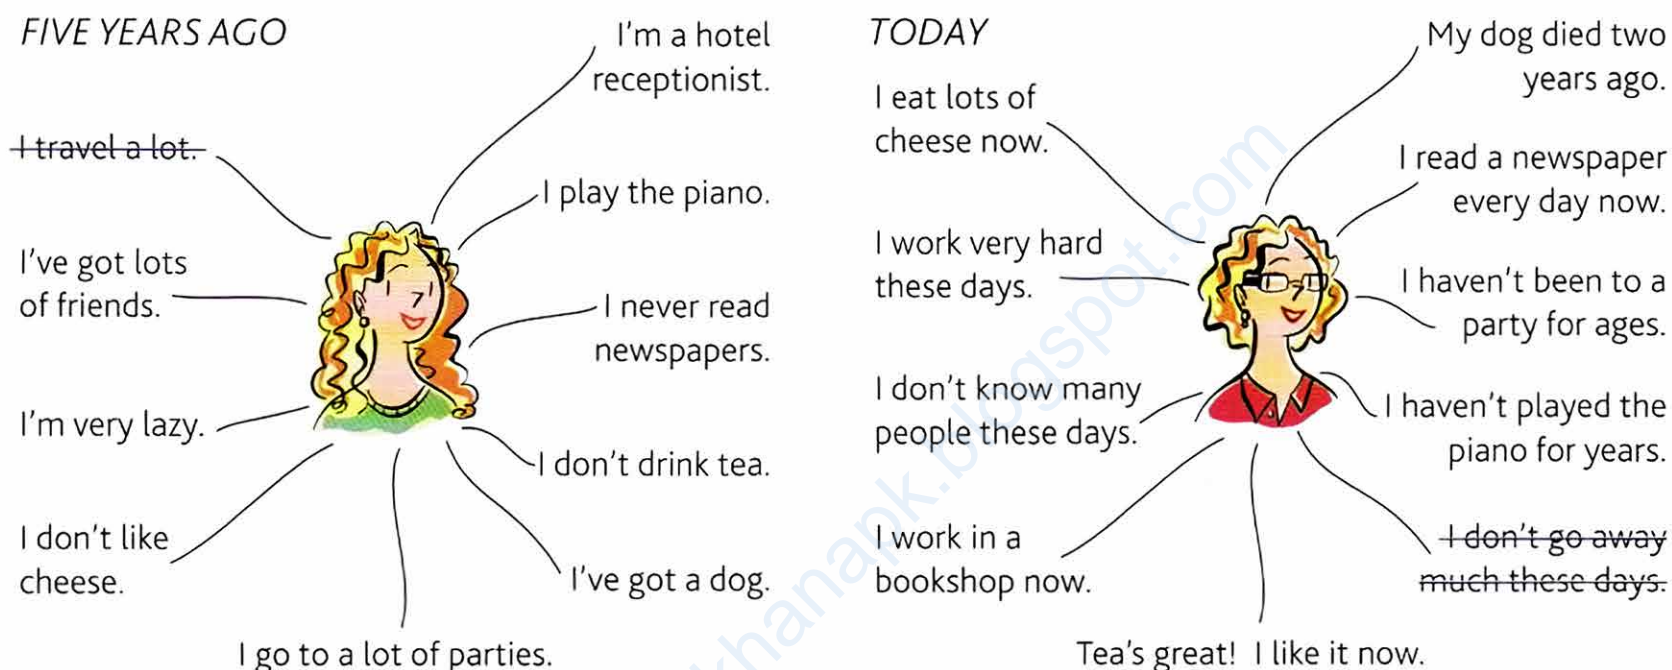 FIVE YEARS AGO
I'm a hotel
receptionist.
I travel a lot.
I play the piano.
I've got lots
of friends.
I never read
newspapers.
I'm very lazy.
I don't drink tea.
I don't like
cheese.
I've got a dog.
I go to a lot of parties.
TODAY
My dog died two
years ago.
I eat lots of
cheese now.
I read a newspaper
every day now.
I work very hard
these days.
I haven't been to a
party for ages.
I don't know many
people these days.
I haven't played the
piano for years.
I work in a
bookshop now.
I don't go away
much these days.
Tea's great! I like it now.
khanapk.blogspot.com